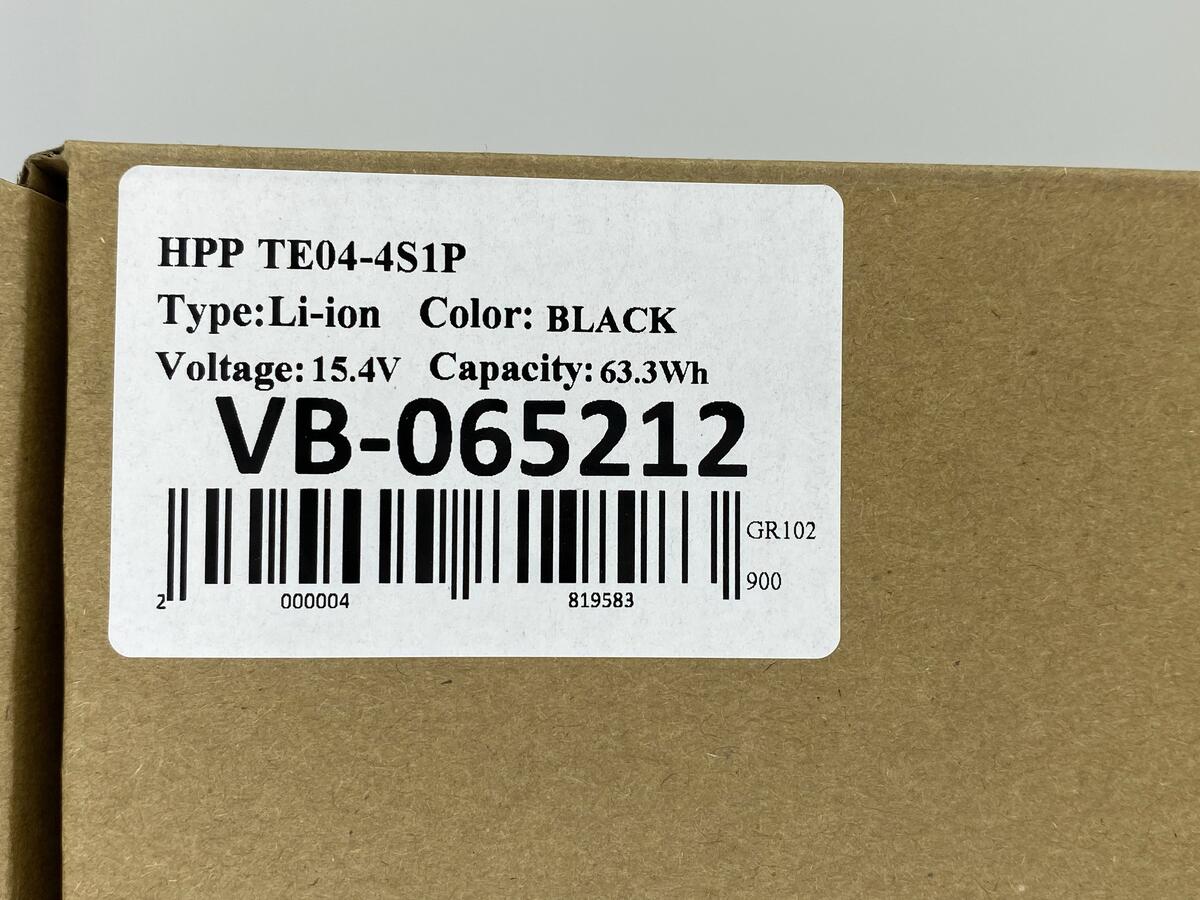 HPP TE04-4S1P
Type:Li-ion Color: BLACK
Voltage: 15.4V Capacity: 63.3Wh
VB-065212
GR102
900
2 000004 819583